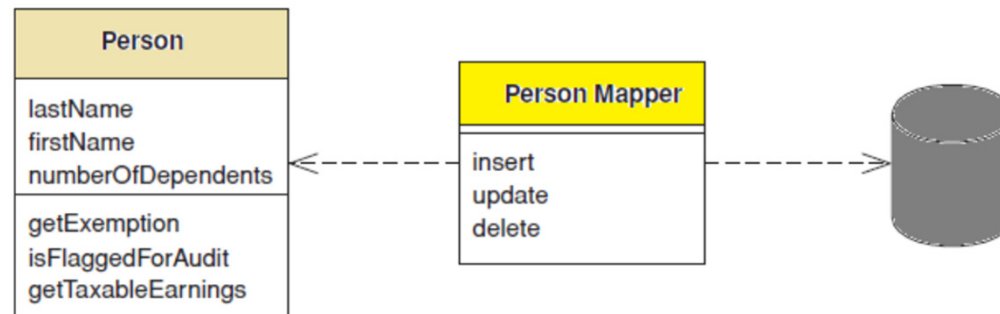 Person
lastName
firstName
numberOfDependents
getExemption
isFlaggedForAudit
getTaxableEarnings
Person Mapper
insert
update
delete